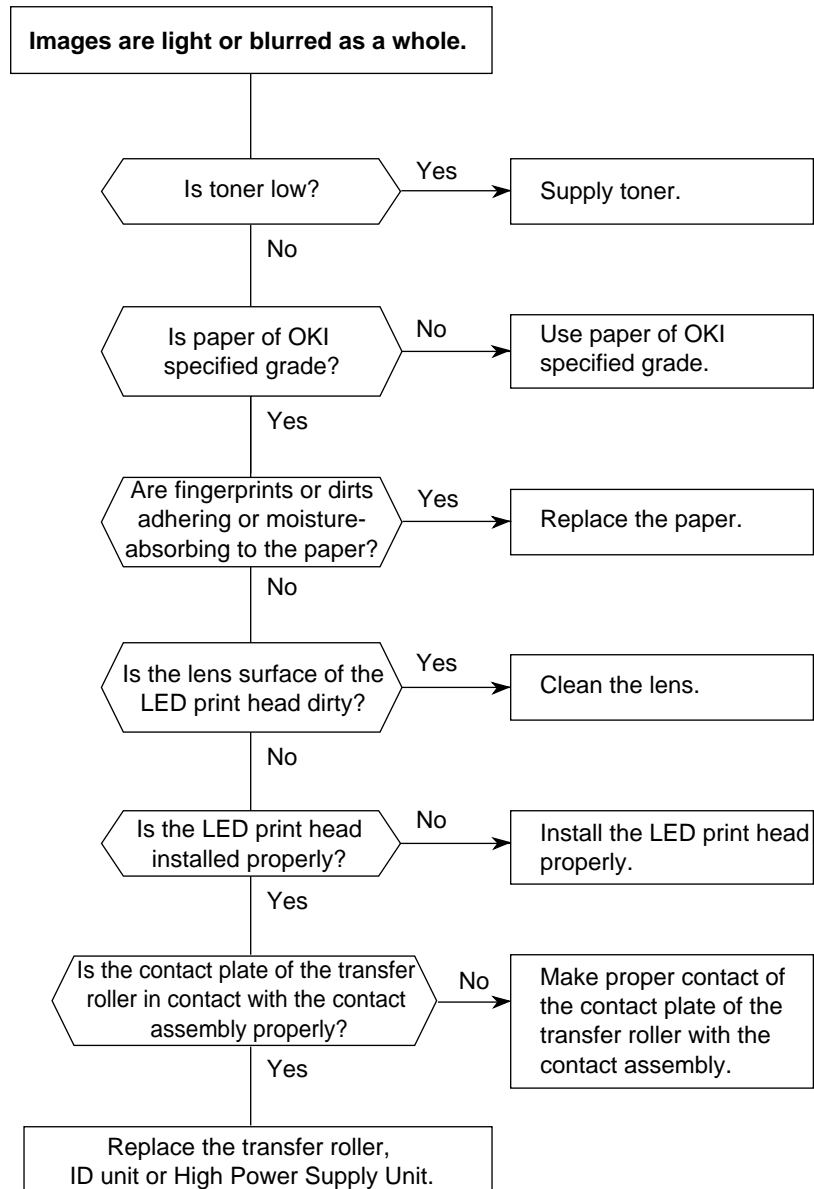 Images are light or blurred as a whole.
Is toner low?
Yes
Supply toner.
No
Is paper of OKI
specified grade?
No
Use paper of OKI
specified grade.
Yes
Are fingerprints or dirts
adhering or moisture-
absorbing to the paper?
Yes
Replace the paper.
No
Is the lens surface of the
LED print head dirty?
Yes
Clean the lens.
No
Is the LED print head
installed properly?
No
Install the LED print head
properly.
Yes
Is the contact plate of the transfer
roller in contact with the contact
assembly properly?
No
Make proper contact of
the contact plate of the
transfer roller with the
contact assembly.
Yes
Replace the transfer roller,
ID unit or High Power Supply Unit.